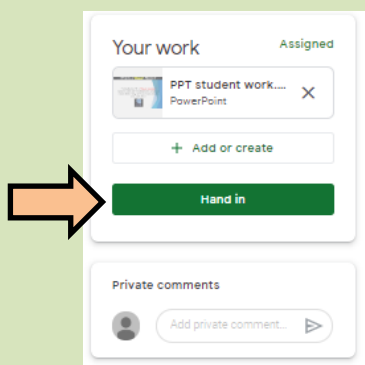 Your work Assigned
PPT student work....
PowerPoint
+ Add or create
Hand in
Private comments
Add private comment...